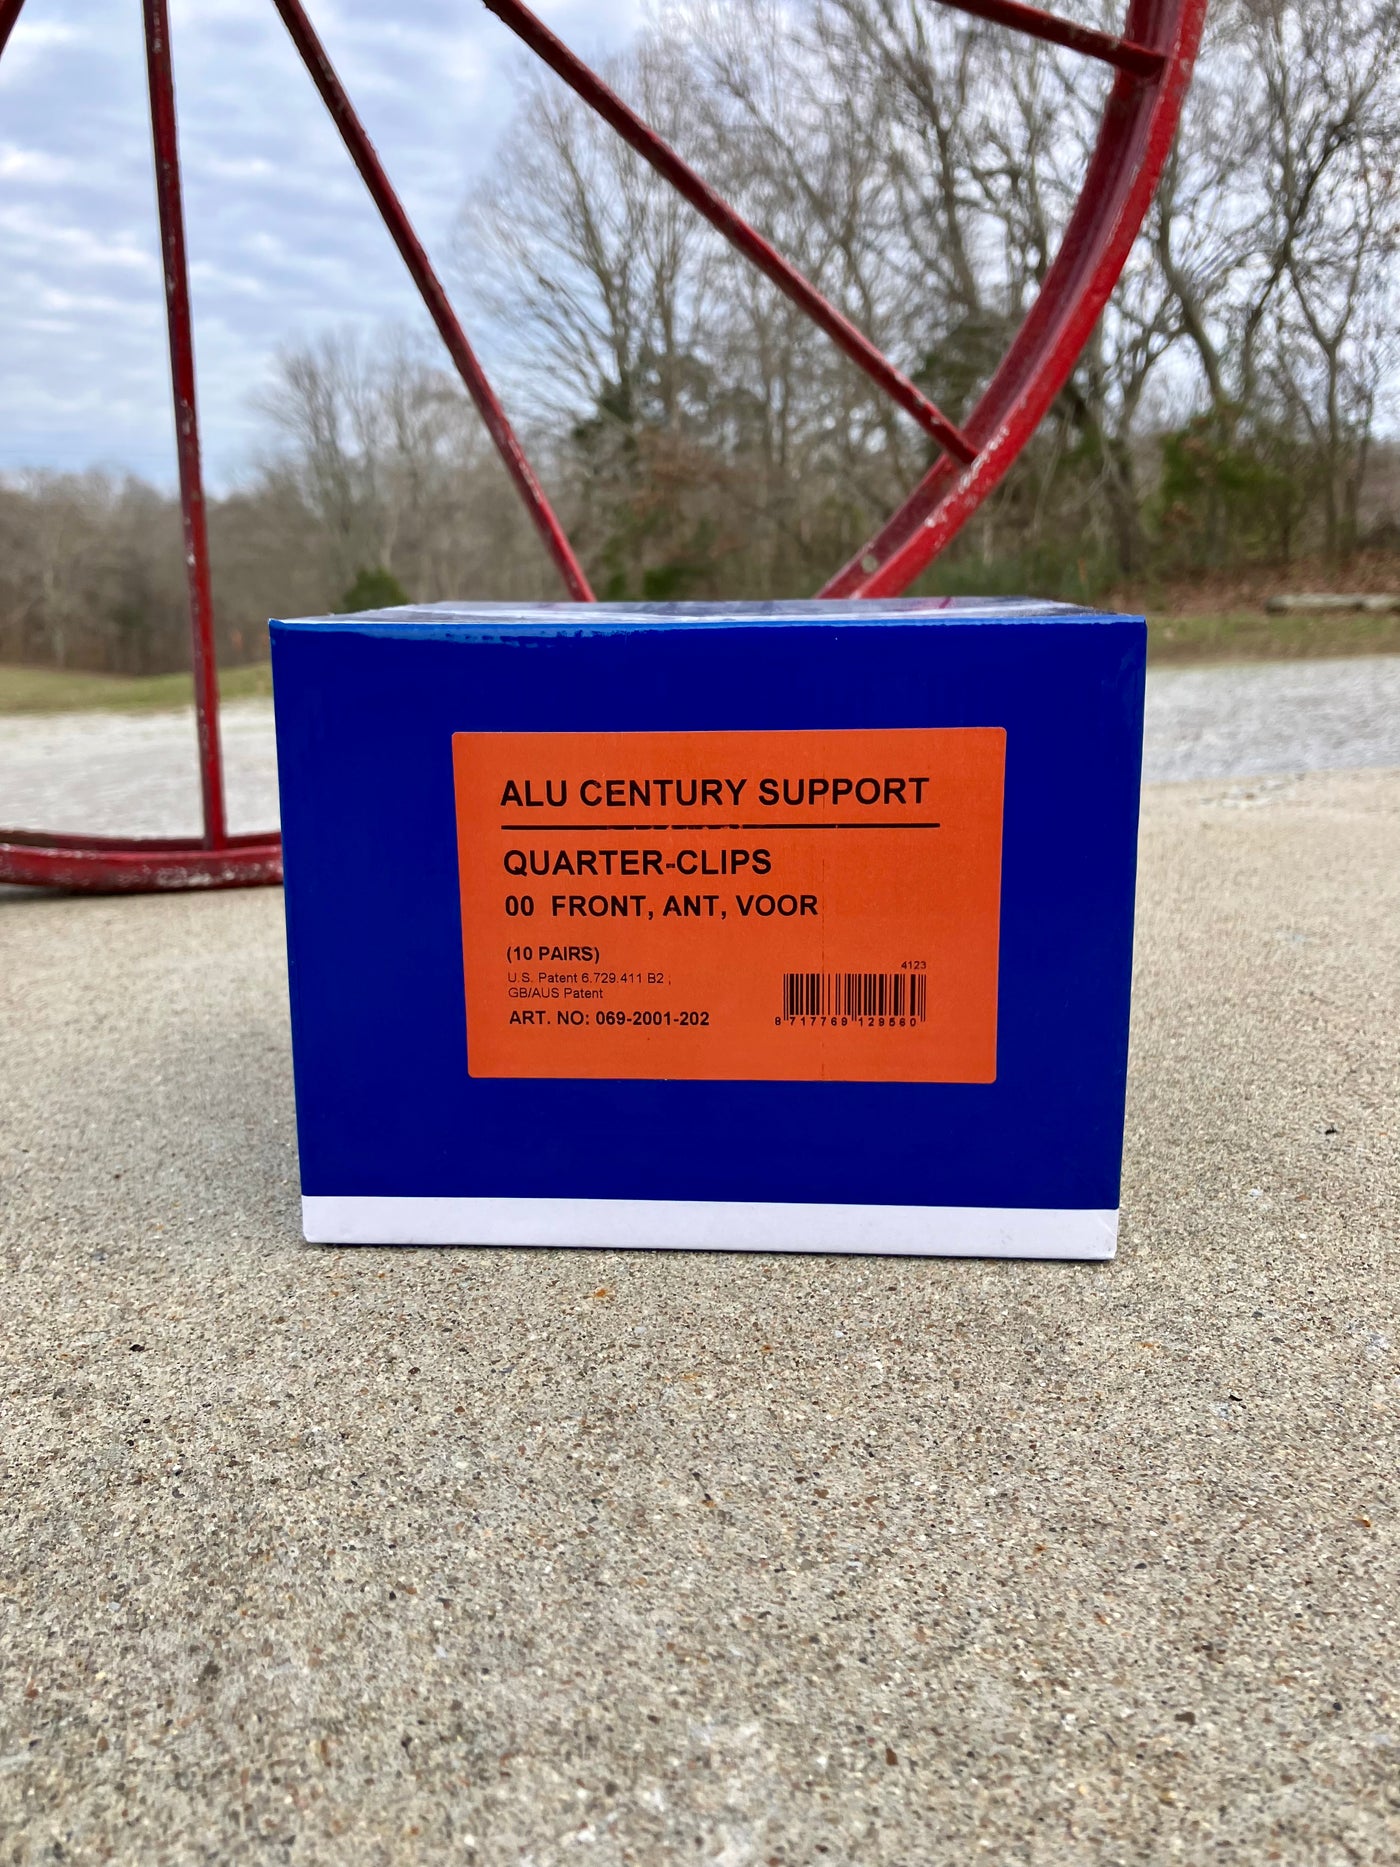 ALU CENTURY SUPPORT
QUARTER-CLIPS
00 FRONT, ANT, VOOR
(10 PAIRS)
U.S. Patent 6.729.411 B2 ;
GB/AUS Patent
ART. NO: 069-2001-202
4123
8 717769 129560